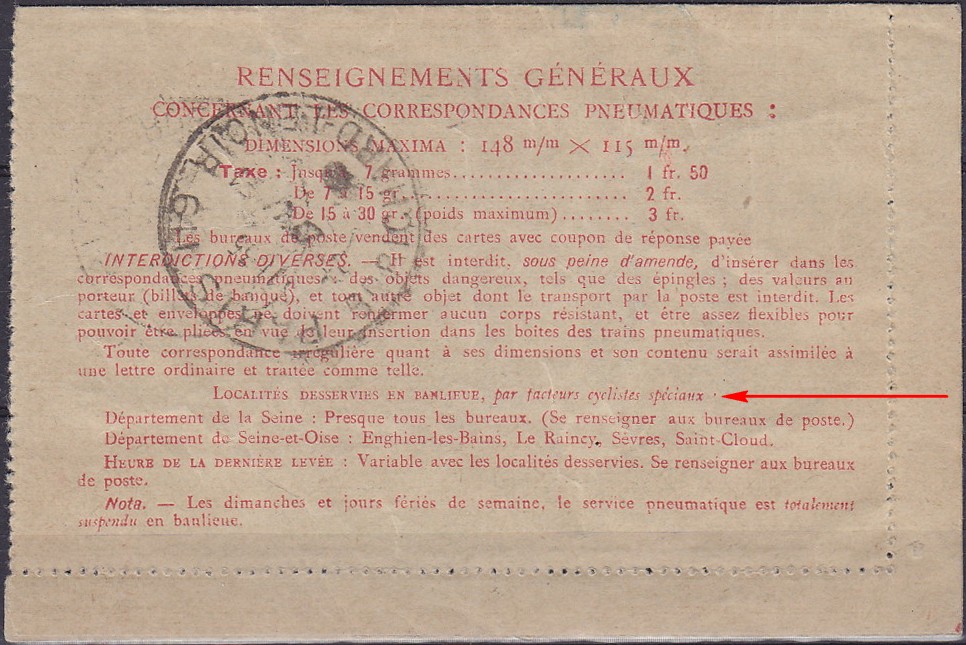 RENSEIGNEMENTS GÉNÉRAUX
CONCERNANT LES CORRESPONDANCES PNEUMATIQUES :
DIMENSIONS MAXIMA : 148 m/m × 115 m/m.
Taxe : Jusqu'à 7 grammes.................... 1 fr. 50
De 7 à 15 gr............................ 2 fr.
De 15 à 30 gr. (poids maximum)........ 3 fr.
Les bureaux de poste vendent des cartes avec coupon de réponse payée
INTERDICTIONS DIVERSES. — Il est interdit, sous peine d'amende, d'insérer dans les
correspondances pneumatiques : des objets dangereux, tels que des épingles ; des valeurs au
porteur (billets de banque), et tout autre objet dont le transport par la poste est interdit. Les
cartes et enveloppes ne doivent renfermer aucun corps résistant, et être assez flexibles pour
pouvoir être pliées en vue de leur insertion dans les boites des trains pneumatiques.
Toute correspondance irrégulière quant à ses dimensions et son contenu serait assimilée à
une lettre ordinaire et traitée comme telle.
LOCALITÉS DESSERVIES EN BANLIEUE, par facteurs cyclistes spéciaux :
Département de la Seine : Presque tous les bureaux. (Se renseigner aux bureaux de poste.)
Département de Seine-et-Oise : Enghien-les-Bains, Le Raincy, Sèvres, Saint-Cloud.
HEURE DE LA DERNIÈRE LEVÉE : Variable avec les localités desservies. Se renseigner aux bureaux
de poste.
Nota. — Les dimanches et jours fériés de semaine, le service pneumatique est totalement
suspendu en banlieue.
PARIS